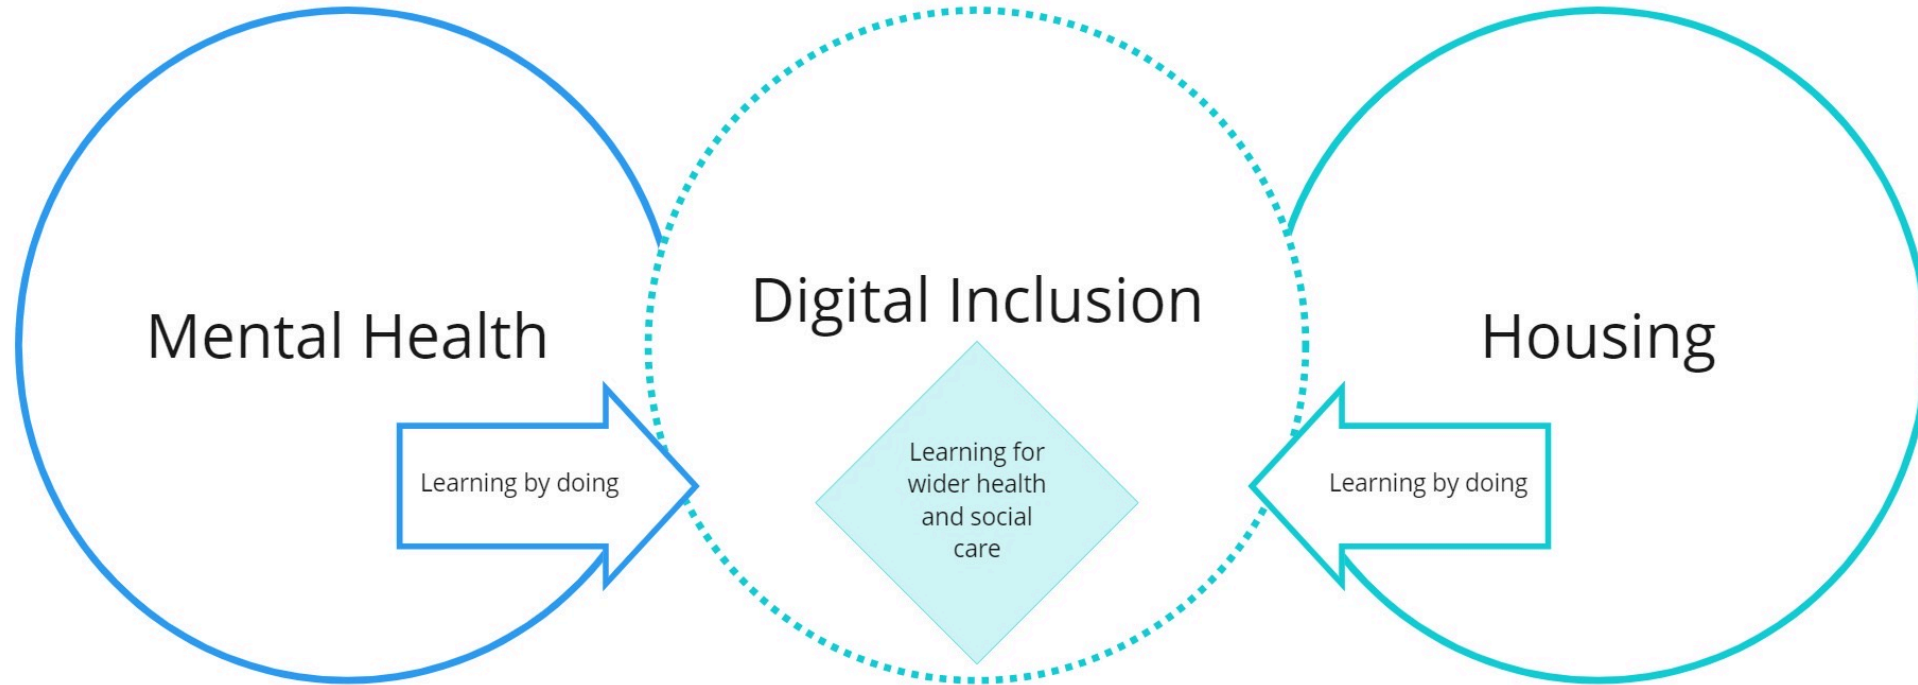 Mental Health
Digital Inclusion
Housing
Learning by doing
Learning for
wider health
and social
care
Learning by doing